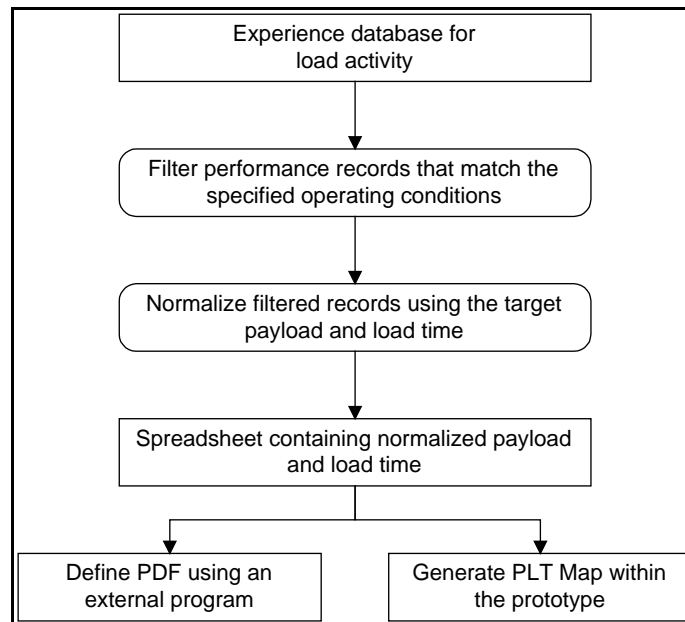 Experience database for
load activity
Filter performance records that match the
specified operating conditions
Normalize filtered records using the target
payload and load time
Spreadsheet containing normalized payload
and load time
Define PDF using an
external program
Generate PLT Map within
the prototype